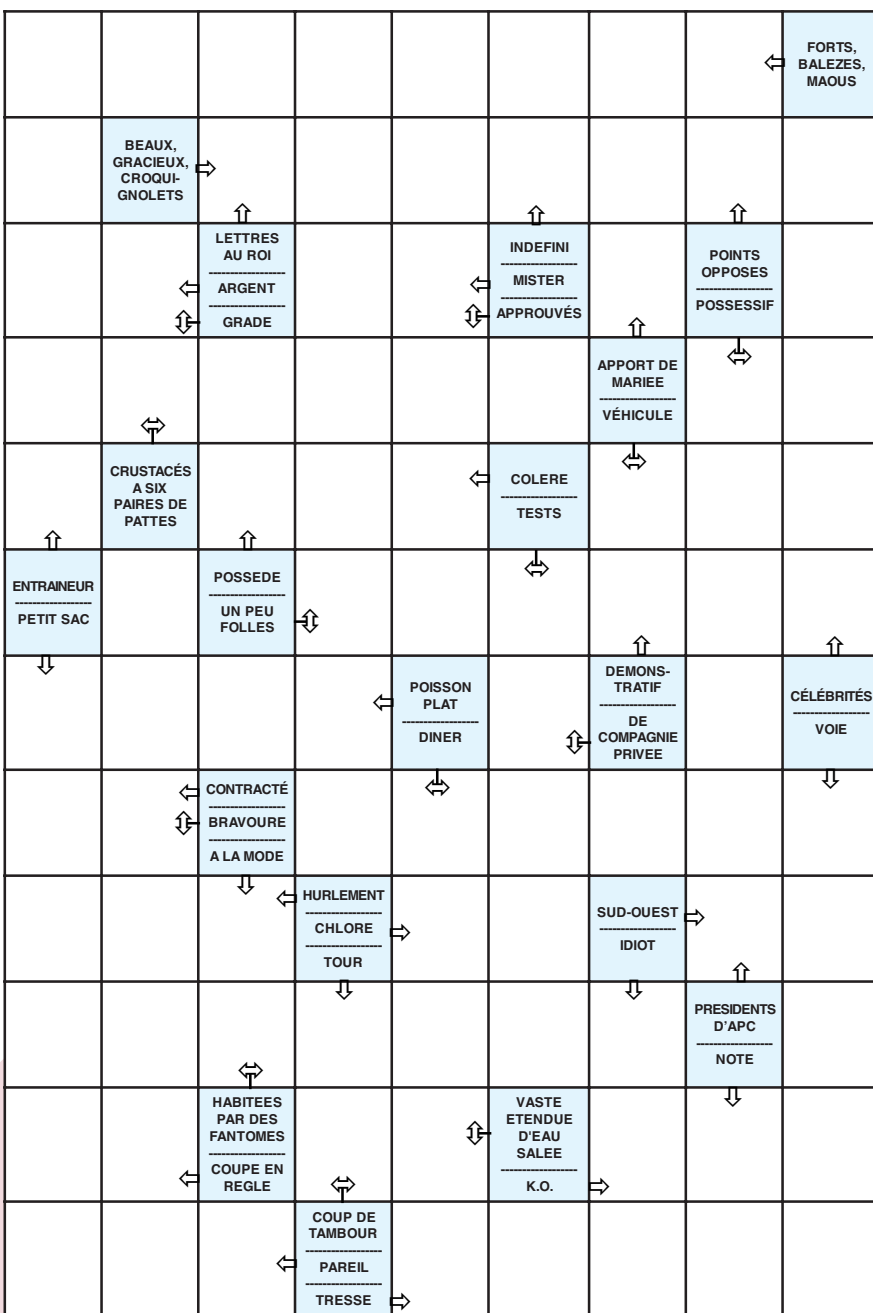 FORTS,
BALEZES,
MAOUS
BEAUX,
GRACIEUX,
CROQUI-
GNOLETS
LETTRES
AU ROI
ARGENT
GRADE
INDEFINI
MISTER
APPROUVÉS
POINTS
OPPOSES
POSSESSIF
APPORT DE
MARIEE
VÉHICULE
CRUSTACÉS
A SIX
PAIRES DE
PATTES
COLERE
TESTS
ENTRAINEUR
PETIT SAC
POSSEDE
UN PEU
FOLLES
POISSON
PLAT
DINER
DEMONS-
TRATIF
DE
COMPAGNIE
PRIVEE
CÉLÉBRITÉS
VOIE
CONTRACTÉ
BRAVOURE
A LA MODE
HURLEMENT
CHLORE
TOUR
SUD-OUEST
IDIOT
PRESIDENTS
D'APC
NOTE
HABITEES
PAR DES
FANTOMES
COUPE EN
REGLE
VASTE
ETENDUE
D'EAU
SALEE
K.O.
COUP DE
TAMBOUR
PAREIL
TRESSE